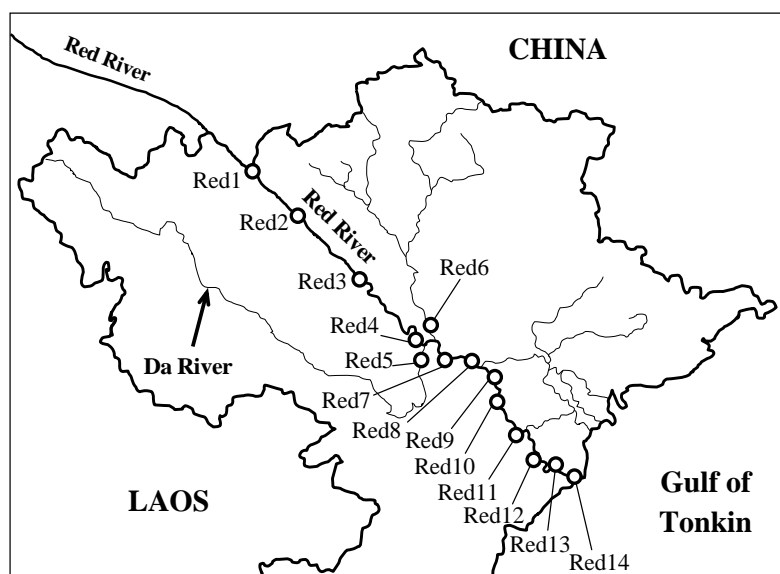 Red River
CHINA
Red1
Red River
Red2
Red3
Red6
Red4
Da River
Red5
Red7
Red8
Red9
Red10
Red11
LAOS
Gulf of
Tonkin
Red12
Red13
Red14